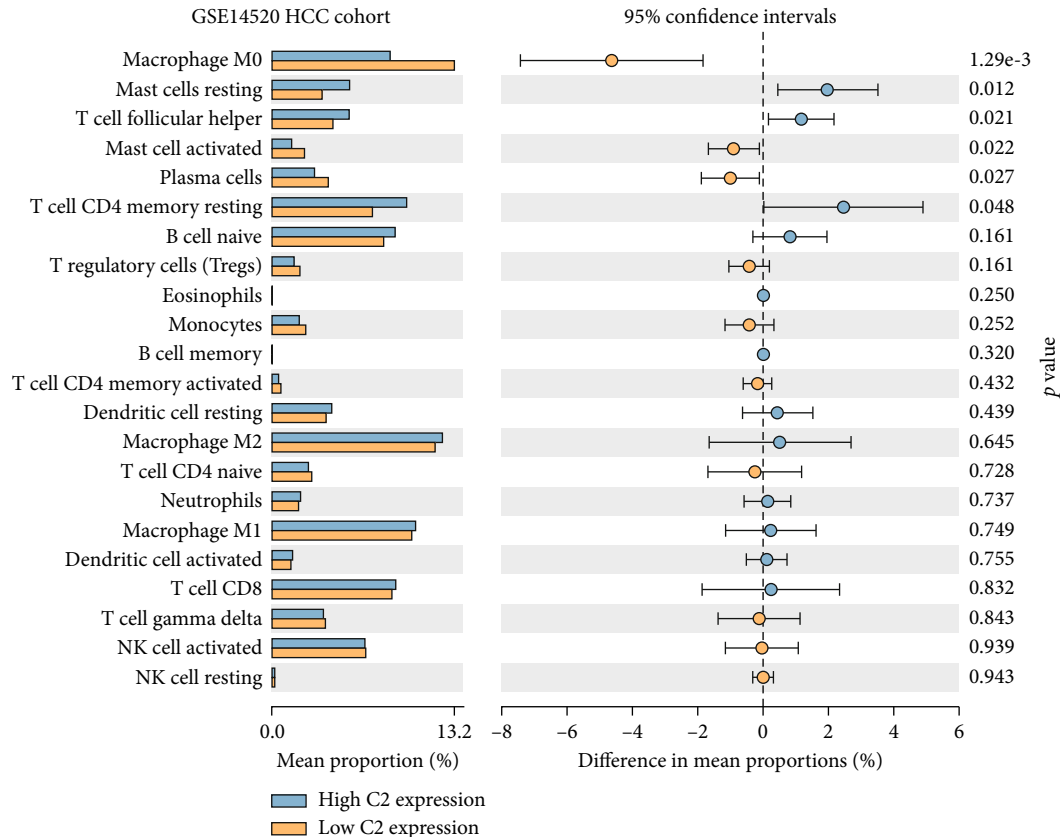 GSE14520 HCC cohort 95% confidence intervals
Macrophage M0 1.29e-3
Mast cells resting 0.012
T cell follicular helper 0.021
Mast cell activated 0.022
Plasma cells 0.027
T cell CD4 memory resting 0.048
B cell naive 0.161
T regulatory cells (Tregs) 0.161
Eosinophils 0.250
Monocytes 0.252
B cell memory 0.320
T cell CD4 memory activated 0.432
Dendritic cell resting 0.439
Macrophage M2 0.645
T cell CD4 naive 0.728
Neutrophils 0.737
Macrophage M1 0.749
Dendritic cell activated 0.755
T cell CD8 0.832
T cell gamma delta 0.843
NK cell activated 0.939
NK cell resting 0.943
p value
0.0 13.2 −8 −6 −4 −2 0 2 4 6
Mean proportion (%) Difference in mean proportions (%)
High C2 expression
Low C2 expression